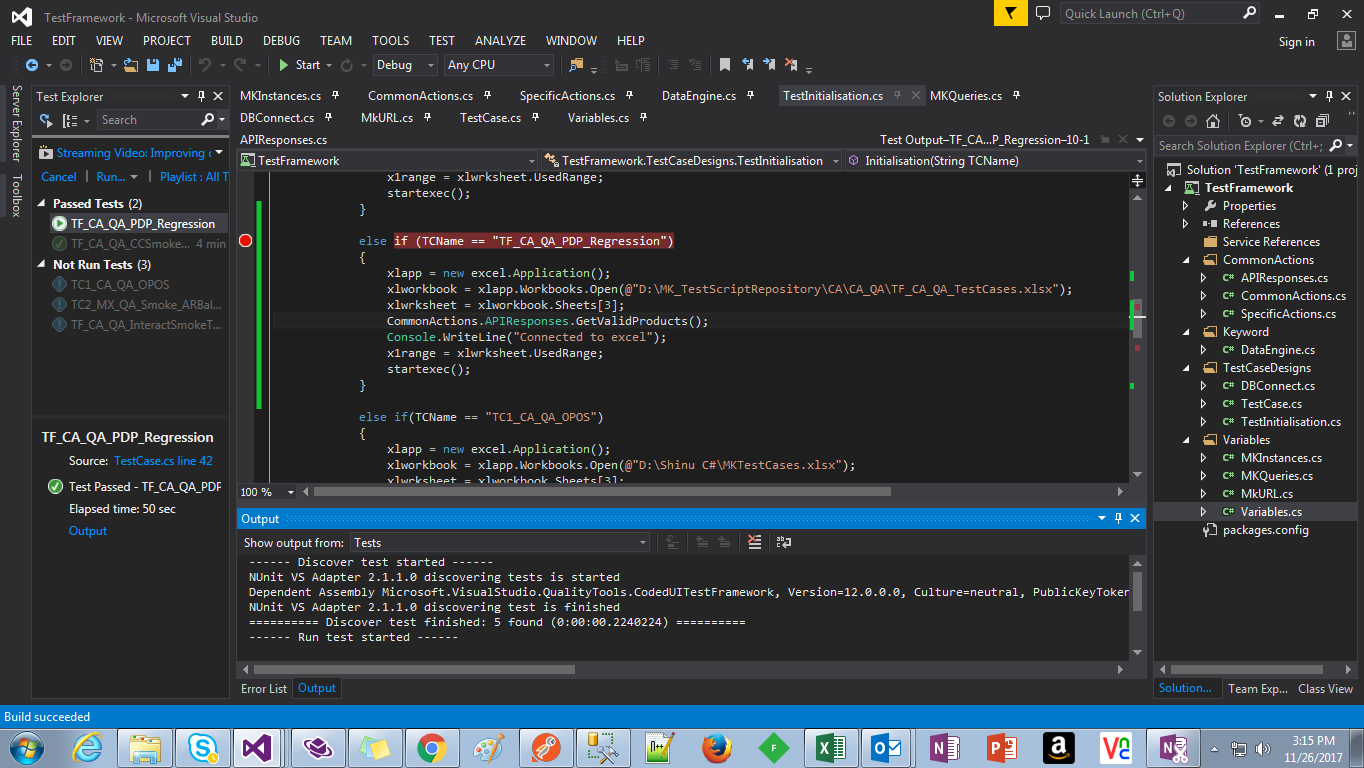 TestFramework - Microsoft Visual Studio
Quick Launch (Ctrl+Q)
FILE EDIT VIEW PROJECT BUILD DEBUG TEAM TOOLS TEST ANALYZE WINDOW HELP
Sign in
Start Debug Any CPU
Server Explorer
Toolbox
Test Explorer
Search
Streaming Video: Improving
Cancel Run... Playlist : All T
Passed Tests (2)
TF_CA_QA_PDP_Regression
TF_CA_QA_CCSmoke... 4 min
Not Run Tests (3)
TC1_CA_QA_OPOS
TC2_MX_QA_Smoke_ARBal...
TF_CA_QA_InteractSmokeT...
TF_CA_QA_PDP_Regression
Source: TestCase.cs line 42
Test Passed - TF_CA_QA_PDP
Elapsed time: 50 sec
Output
MKInstances.cs CommonActions.cs SpecificActions.cs DataEngine.cs TestInitialisation.cs MKQueries.cs
DBConnect.cs MkURL.cs TestCase.cs Variables.cs
APIResponses.cs
Test Output–TF_CA...P_Regression–10-1
TestFramework TestFramework.TestCaseDesigns.TestInitialisation Initialisation(String TCName)
x1range = xlwrksheet.UsedRange;
startexec();
}
else if (TCName == "TF_CA_QA_PDP_Regression")
{
xlapp = new excel.Application();
xlworkbook = xlapp.Workbooks.Open(@"D:\MK_TestScriptRepository\CA\CA_QA\TF_CA_QA_TestCases.xlsx");
xlwrksheet = xlworkbook.Sheets[3];
CommonActions.APIResponses.GetValidProducts();
Console.WriteLine("Connected to excel");
x1range = xlwrksheet.UsedRange;
startexec();
}
else if(TCName == "TC1_CA_QA_OPOS")
{
xlapp = new excel.Application();
xlworkbook = xlapp.Workbooks.Open(@"D:\Shinu C#\MKTestCases.xlsx");
xlwrksheet = xlworkbook.Sheets[3];
100 %
Output
Show output from: Tests
------ Discover test started ------
NUnit VS Adapter 2.1.1.0 discovering tests is started
Dependent Assembly Microsoft.VisualStudio.QualityTools.CodedUITestFramework, Version=12.0.0.0, Culture=neutral, PublicKeyToken
NUnit VS Adapter 2.1.1.0 discovering test is finished
========== Discover test finished: 5 found (0:00:00.2240224) ==========
------ Run test started ------
Error List Output
Solution Explorer
Search Solution Explorer (Ctrl+;
Solution 'TestFramework' (1 proj
TestFramework
Properties
References
Service References
CommonActions
C# APIResponses.cs
C# CommonActions.cs
C# SpecificActions.cs
Keyword
C# DataEngine.cs
TestCaseDesigns
C# DBConnect.cs
C# TestCase.cs
C# TestInitialisation.cs
Variables
C# MKInstances.cs
C# MKQueries.cs
C# MkURL.cs
C# Variables.cs
packages.config
Solution... Team Exp... Class View
Build succeeded
3:15 PM
11/26/2017